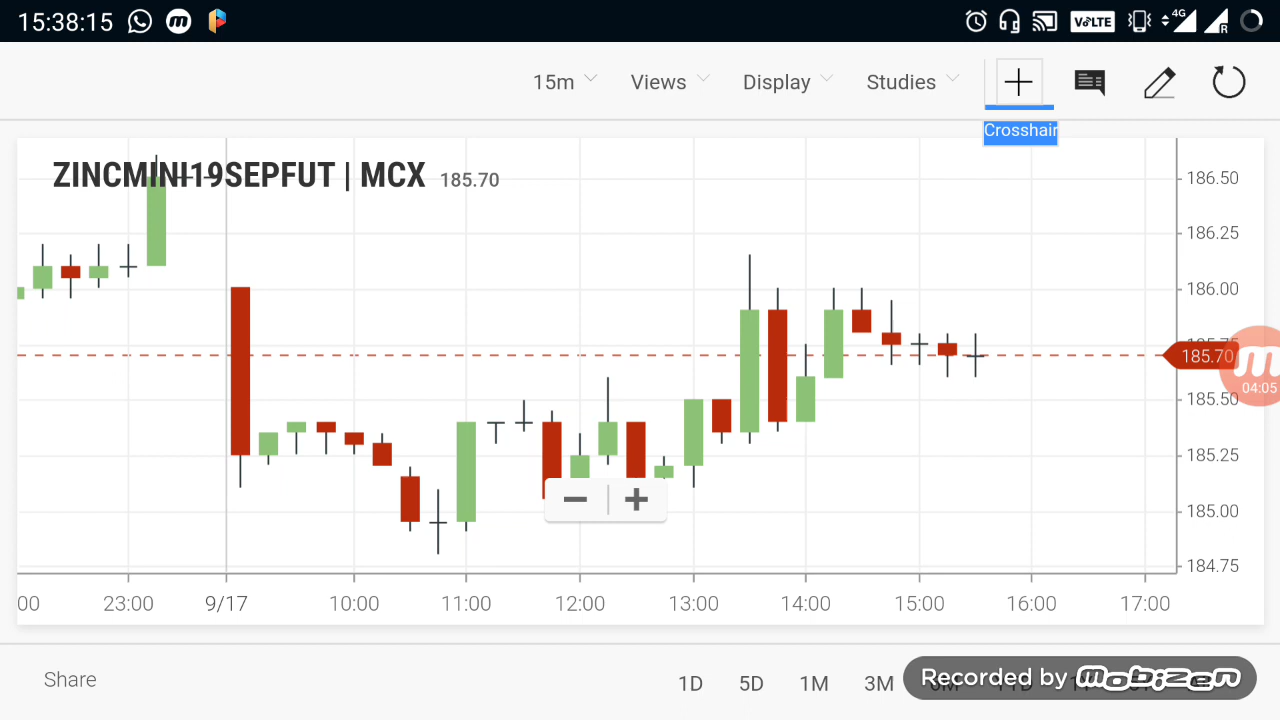 15:38:15
VoLTE
4G
R
15m
Views
Display
Studies
Crosshair
ZINCMINI19SEPFUT | MCX 185.70
186.50
186.25
186.00
185.70
04:05
185.50
185.25
185.00
184.75
00
23:00
9/17
10:00
11:00
12:00
13:00
14:00
15:00
16:00
17:00
Share
1D
5D
1M
3M
Recorded by mobizen